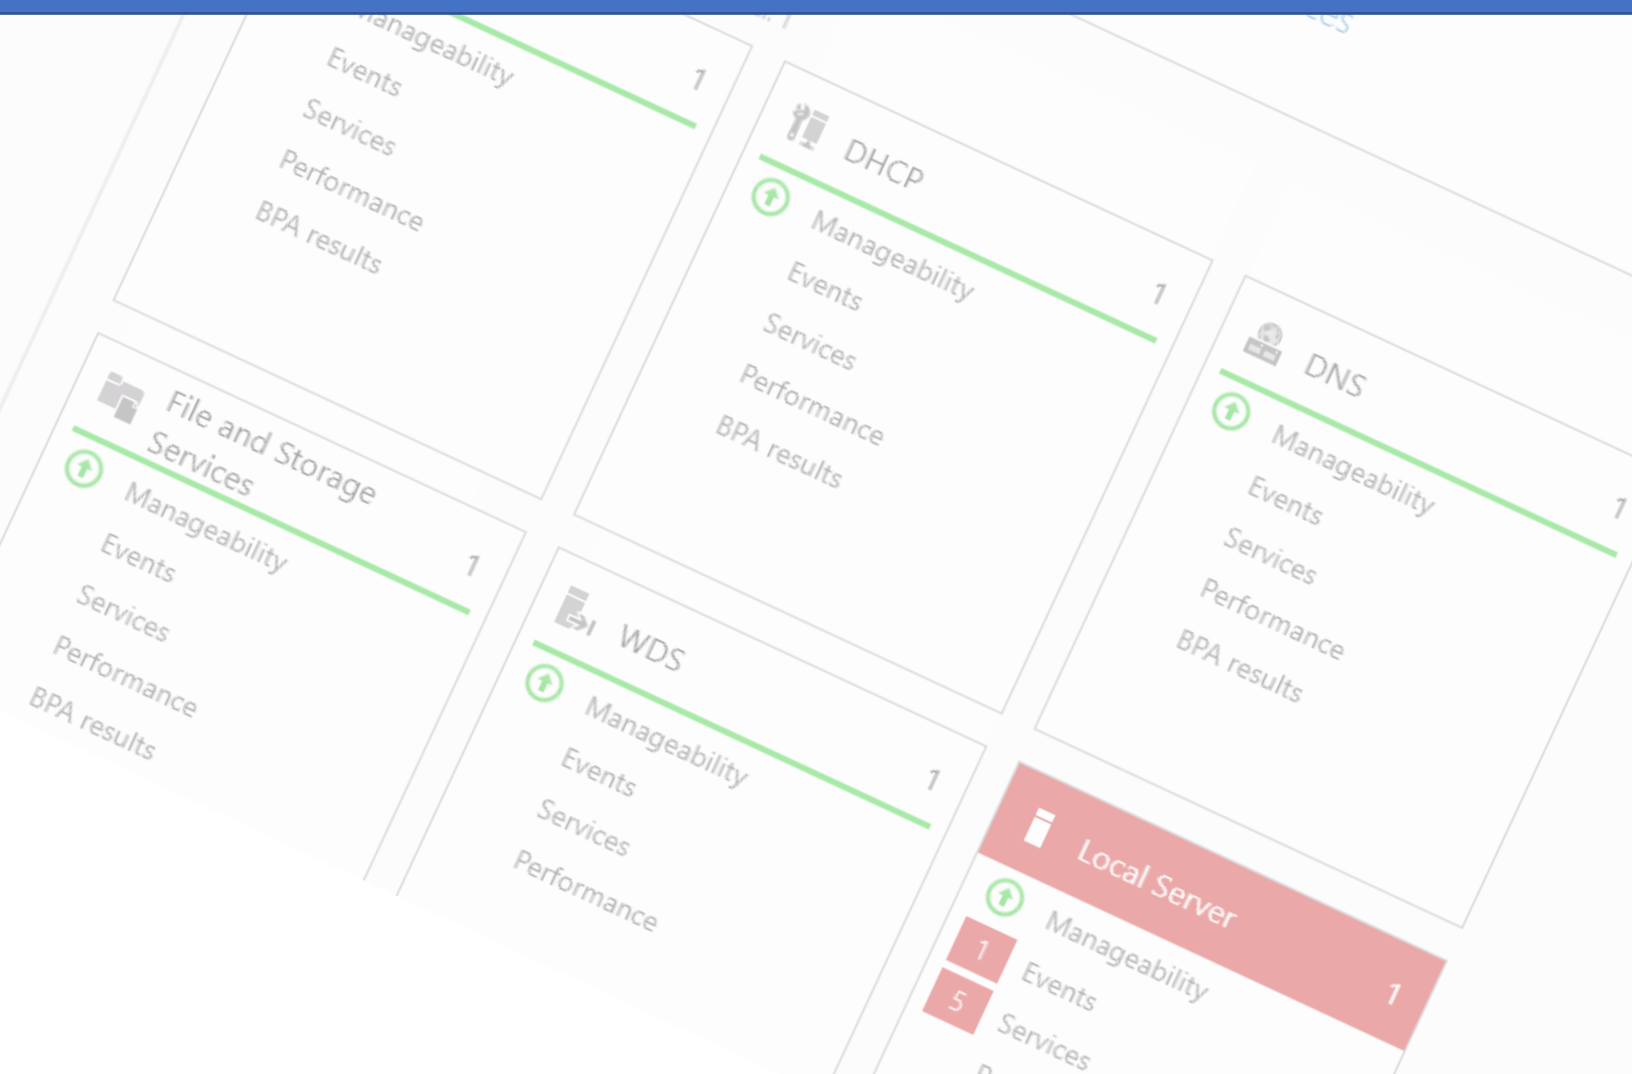 ces
Manageability
1
Events
Services
Performance
BPA results
DHCP
Manageability
1
Events
Services
Performance
BPA results
DNS
Manageability
1
Events
Services
Performance
BPA results
File and Storage
Services
Manageability
1
Events
Services
Performance
BPA results
WDS
Manageability
1
Events
Services
Performance
Local Server
1
Manageability
1 Events
5 Services